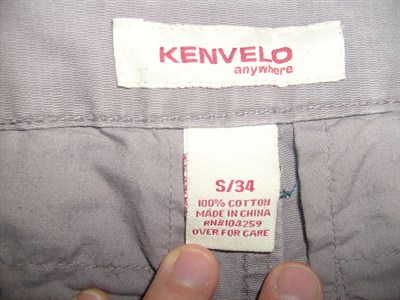 KENVELO
anywhere
S/34
100% COTTON
MADE IN CHINA
RN#104259
OVER FOR CARE